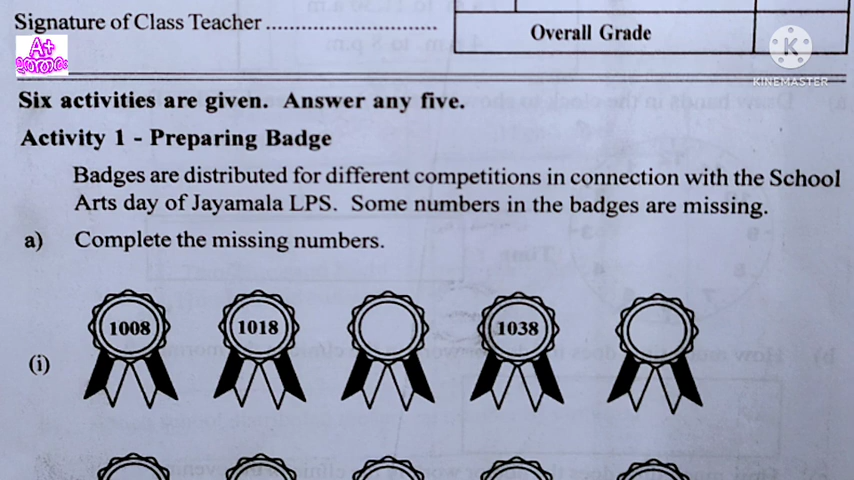 Signature of Class Teacher ........................................
Overall Grade
A+
KINEMASTER
Six activities are given. Answer any five.
Activity 1 - Preparing Badge
Badges are distributed for different competitions in connection with the School
Arts day of Jayamala LPS. Some numbers in the badges are missing.
a) Complete the missing numbers.
1008 1018 1038
(i)